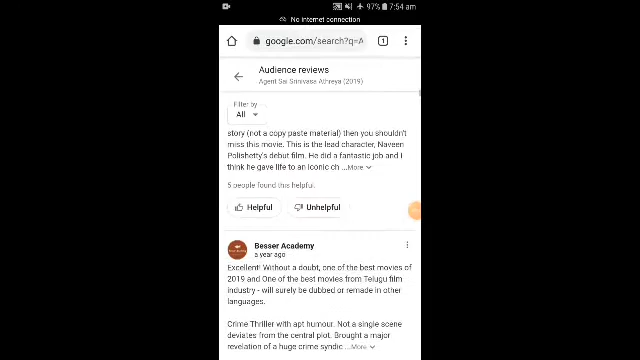 97% 7:54 am
No internet connection
google.com/search?q=A
1
Audience reviews
Agent Sai Srinivasa Athreya (2019)
Filter by
All
story (not a copy paste material) then you shouldn't
miss this movie. This is the lead character, Naveen
Polishetty's debut film. He did a fantastic job and i
think he gave life to an iconic ch ...More
5 people found this helpful.
Helpful Unhelpful
Besser Academy
a year ago
Excellent! Without a doubt, one of the best movies of
2019 and One of the best movies from Telugu film
industry - will surely be dubbed or remade in other
languages.
Crime Thriller with apt humour. Not a single scene
deviates from the central plot. Brought a major
revelation of a huge crime syndic ...More